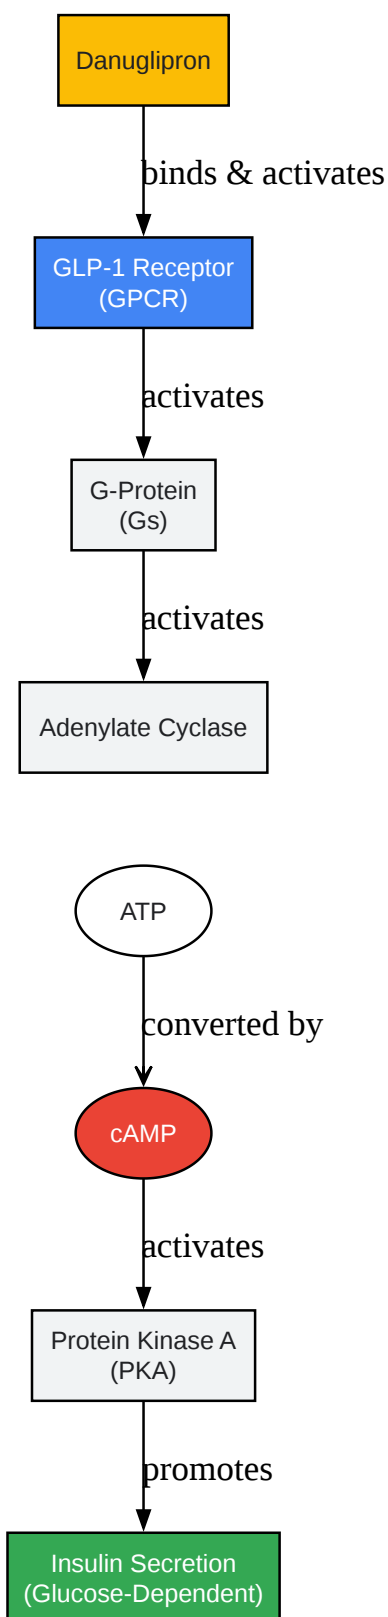 Danuglipron
binds & activates
GLP-1 Receptor
(GPCR)
activates
G-Protein
(Gs)
activates
Adenylate Cyclase
ATP
converted by
cAMP
activates
Protein Kinase A
(PKA)
promotes
Insulin Secretion
(Glucose-Dependent)